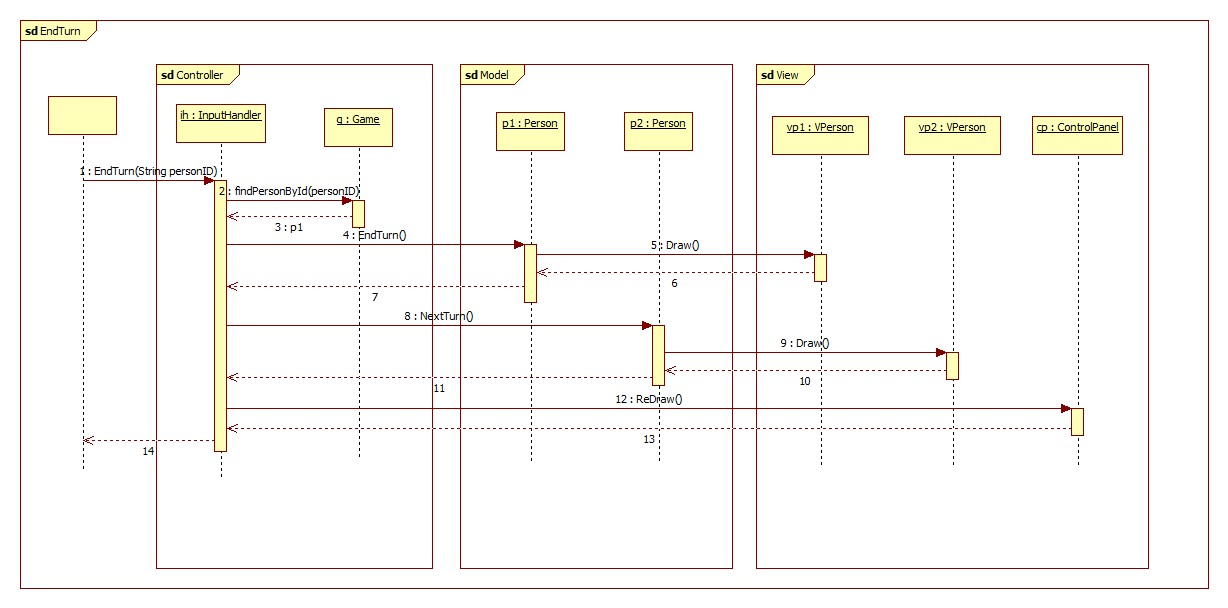 sd EndTurn
sd Controller
sd Model
sd View
ih : InputHandler
g : Game
p1 : Person
p2 : Person
vp1 : VPerson
vp2 : VPerson
cp : ControlPanel
1 : EndTurn(String personID)
2 : findPersonById(personID)
3 : p1
4 : EndTurn()
5 : Draw()
6
7
8 : NextTurn()
9 : Draw()
10
11
12 : ReDraw()
13
14